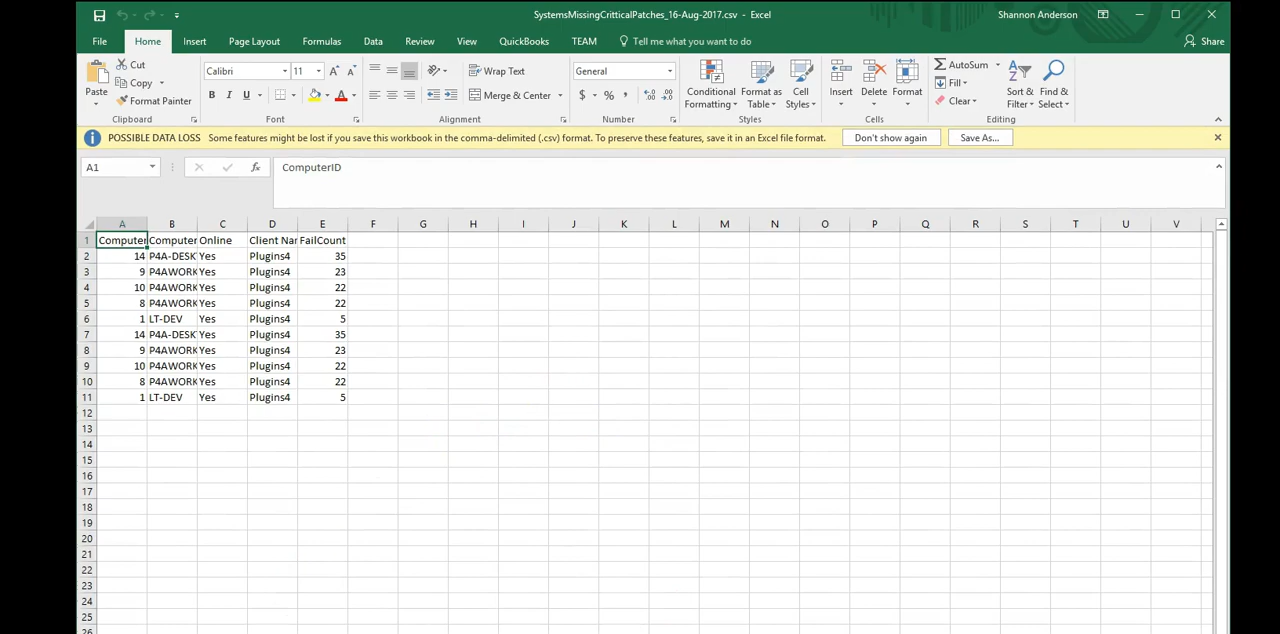 SystemsMissingCritticalPatches_16-Aug-2017.csv - Excel Shannon Anderson
File Home Insert Page Layout Formulas Data Review View QuickBooks TEAM Tell me what you want to do Share
Paste Cut Copy Format Painter
Calibri 11 A A B I U A
Wrap Text Merge & Center
General $ % ,
Conditional Formatting Format as Table Cell Styles
Insert Delete Format
AutoSum Fill Clear Sort & Filter Find & Select
Clipboard Font Alignment Number Styles Cells Editing
POSSIBLE DATA LOSS Some features might be lost if you save this workbook in the comma-delimited (.csv) format. To preserve these features, save it in an Excel file format. Don't show again Save As...
A1 fx ComputerID
A B C D E F G H I J K L M N O P Q R S T U V
1 Computer Computer Online Client Nar FailCount
2 14 P4A-DESK Yes Plugins4 35
3 9 P4AWORK Yes Plugins4 23
4 10 P4AWORK Yes Plugins4 22
5 8 P4AWORK Yes Plugins4 22
6 1 LT-DEV Yes Plugins4 5
7 14 P4A-DESK Yes Plugins4 35
8 9 P4AWORK Yes Plugins4 23
9 10 P4AWORK Yes Plugins4 22
10 8 P4AWORK Yes Plugins4 22
11 1 LT-DEV Yes Plugins4 5
12
13
14
15
16
17
18
19
20
21
22
23
24
25
26